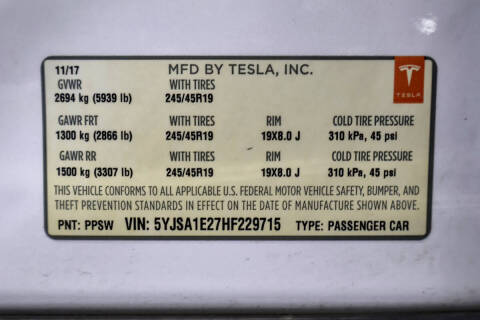 11/17 MFD BY TESLA, INC.
GVWR WITH TIRES
2694 kg (5939 lb) 245/45R19
TESLA
GAWR FRT WITH TIRES RIM COLD TIRE PRESSURE
1300 kg (2866 lb) 245/45R19 19X8.0 J 310 kPa, 45 psi
GAWR RR WITH TIRES RIM COLD TIRE PRESSURE
1500 kg (3307 lb) 245/45R19 19X8.0 J 310 kPa, 45 psi
THIS VEHICLE CONFORMS TO ALL APPLICABLE U.S. FEDERAL MOTOR VEHICLE SAFETY, BUMPER, AND
THEFT PREVENTION STANDARDS IN EFFECT ON THE DATE OF MANUFACTURE SHOWN ABOVE.
PNT: PPSW VIN: 5YJSA1E27HF229715 TYPE: PASSENGER CAR